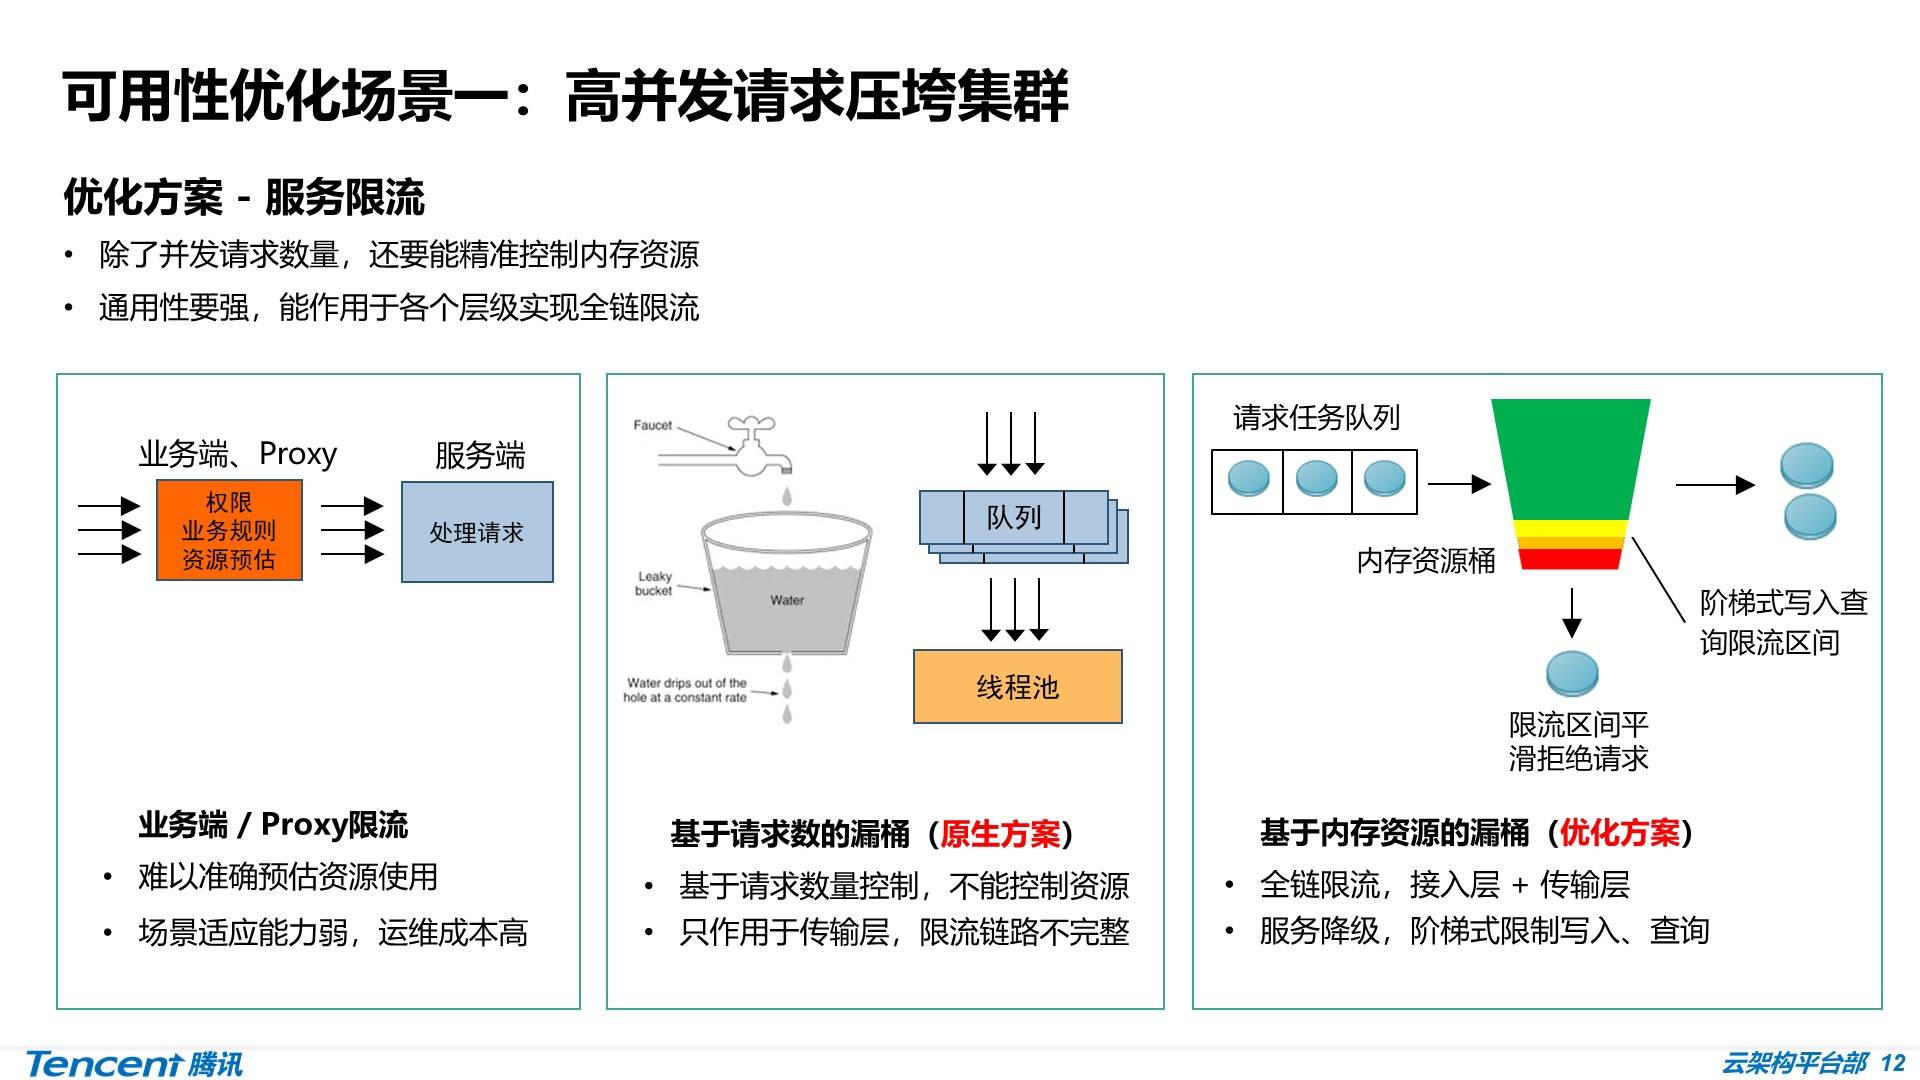 可用性优化场景一：高并发请求压垮集群
优化方案 - 服务限流
• 除了并发请求数量，还要能精准控制内存资源
• 通用性要强，能作用于各个层级实现全链限流
业务端、Proxy
服务端
权限
业务规则
资源预估
处理请求
业务端 / Proxy限流
• 难以准确预估资源使用
• 场景适应能力弱，运维成本高
Faucet
Leaky
bucket
Water
Water drips out of the
hole at a constant rate
队列
线程池
基于请求数的漏桶（原生方案）
• 基于请求数量控制，不能控制资源
• 只作用于传输层，限流链路不完整
请求任务队列
内存资源桶
阶梯式写入查
询限流区间
限流区间平
滑拒绝请求
基于内存资源的漏桶（优化方案）
• 全链限流，接入层 + 传输层
• 服务降级，阶梯式限制写入、查询
Tencent 腾讯
云架构平台部 12